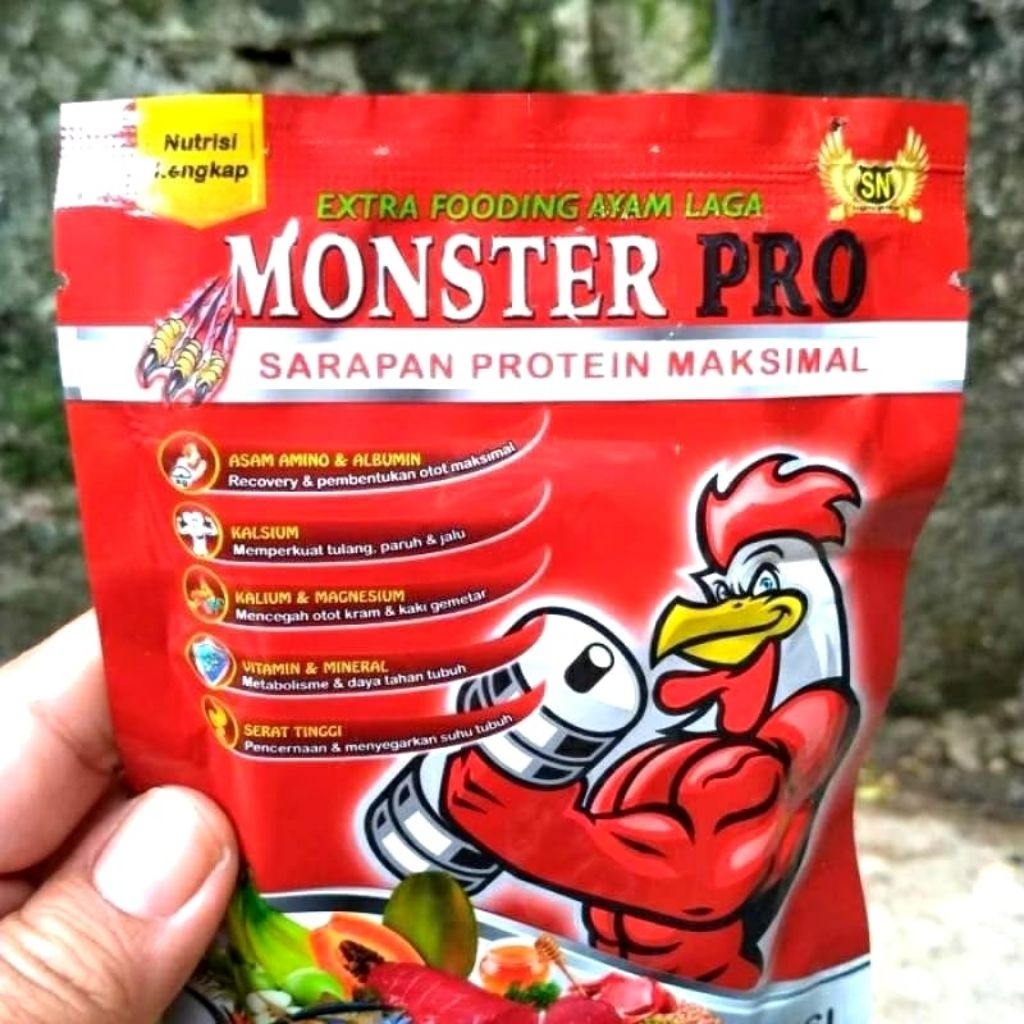 Nutrisi
Lengkap
SN
EXTRA FOODING AYAM LAGA
MONSTER PRO
SARAPAN PROTEIN MAKSIMAL
ASAM AMINO & ALBUMIN
Recovery & pembentukan otot maksimal
KALSIUM
Memperkuat tulang, paruh & jalu
KALIUM & MAGNESIUM
Mencegah otot kram & kaki gemetar
VITAMIN & MINERAL
Metabolisme & daya tahan tubuh
SERAT TINGGI
Pencernaan & menyegarkan suhu tubuh